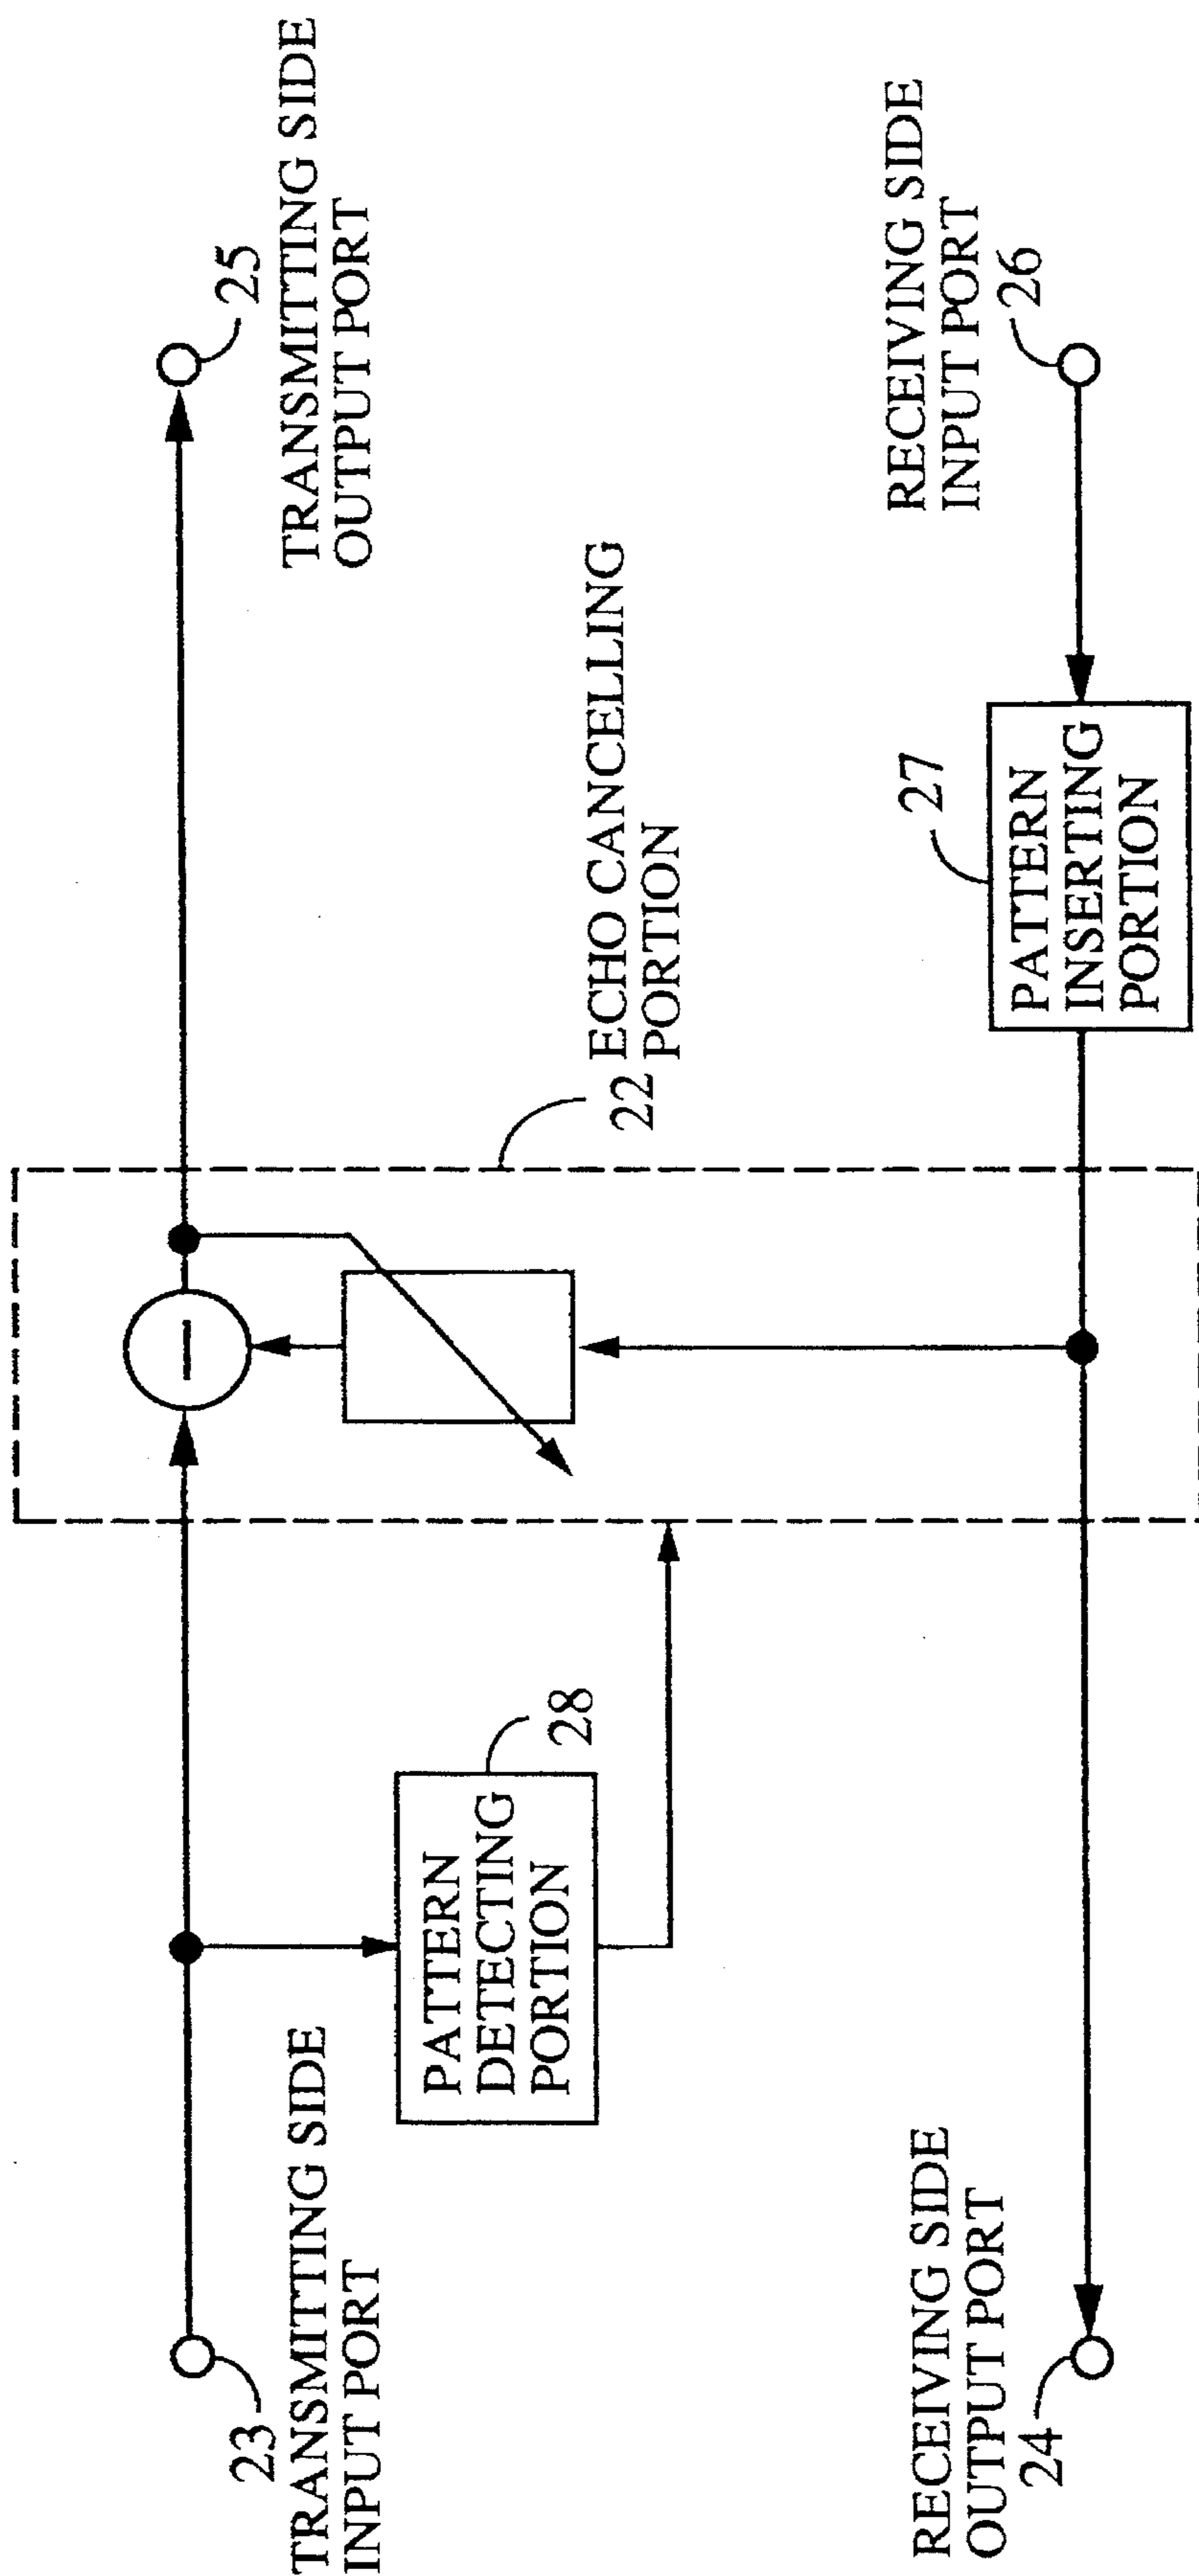 23
TRANSMITTING SIDE
INPUT PORT
PATTERN
DETECTING
PORTION
28
22 ECHO CANCELLING
PORTION
25
TRANSMITTING SIDE
OUTPUT PORT
RECEIVING SIDE
OUTPUT PORT
24
27
PATTERN
INSERTING
PORTION
RECEIVING SIDE
INPUT PORT
26